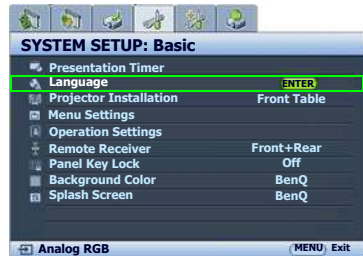 SYSTEM SETUP: Basic
Presentation Timer
Language ENTER
Projector Installation Front Table
Menu Settings
Operation Settings
Remote Receiver Front+Rear
Panel Key Lock Off
Background Color BenQ
Splash Screen BenQ
Analog RGB MENU Exit